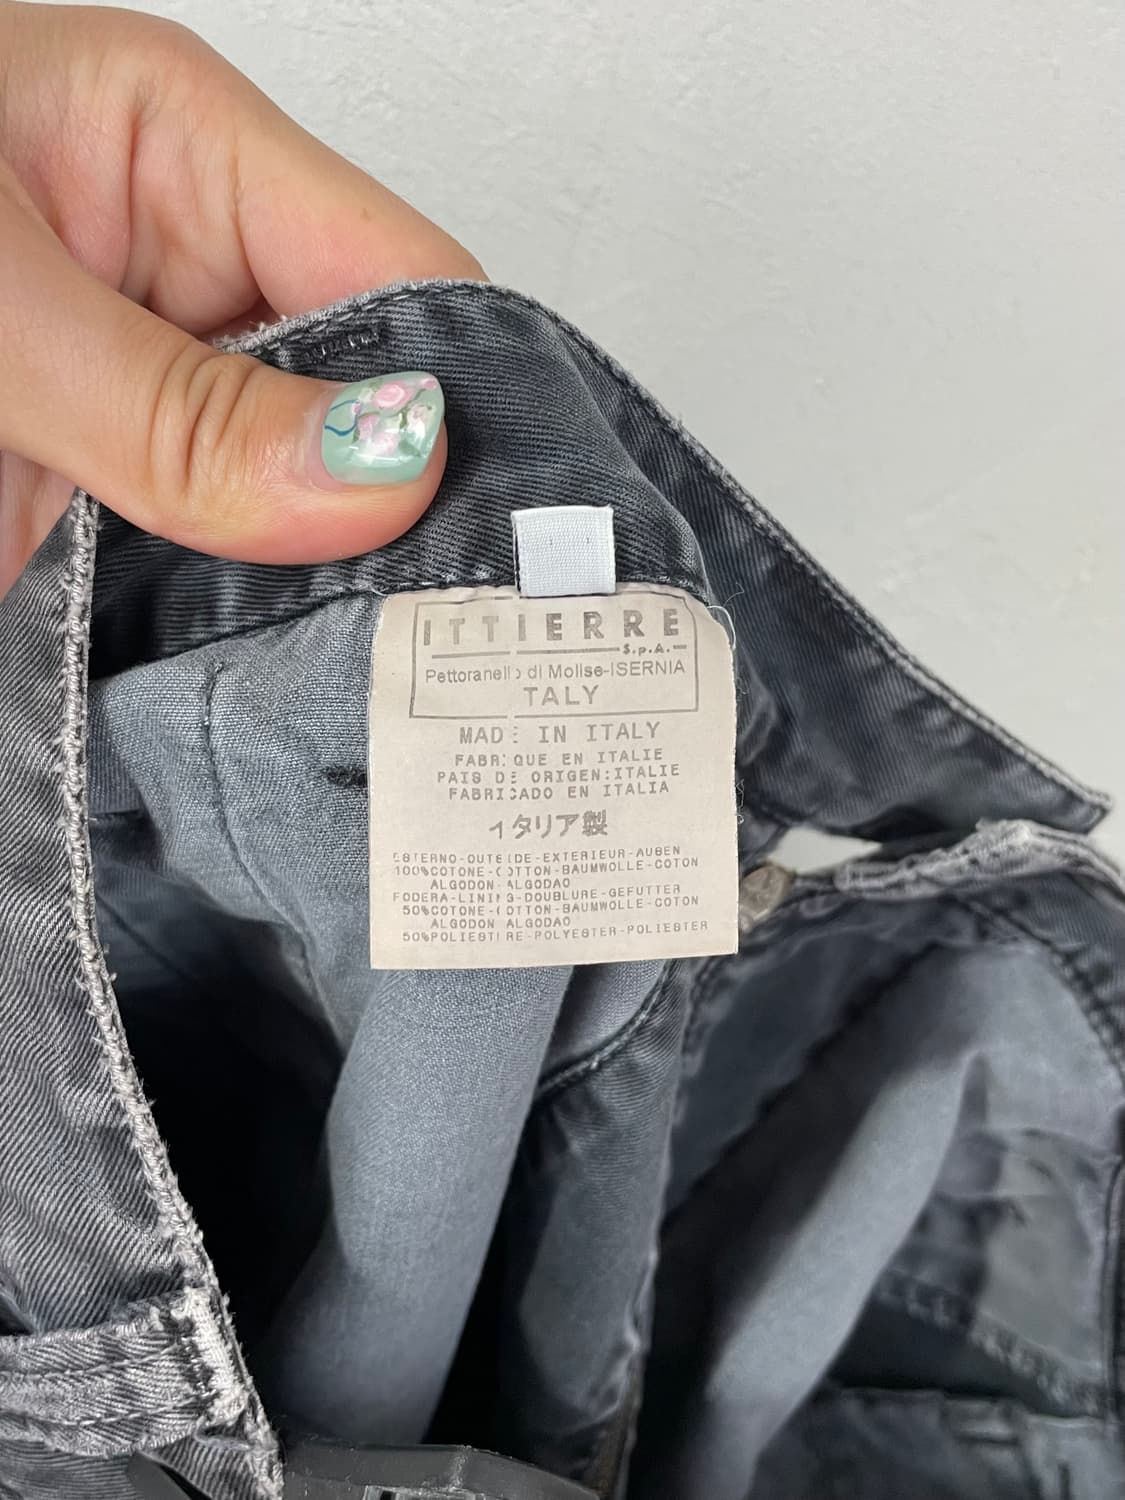 ITTIERRE
S.p.A.
Pettoranello di Molise-ISERNIA
TALY
MADE IN ITALY
FABRIQUE EN ITALIE
PAIS DE ORIGEN:ITALIE
FABRICADO EN ITALIA
イタリア製
ESTERNO-OUTSIDE-EXTERIEUR-AUßEN
100%COTONE-COTTON-BAUMWOLLE-COTON
ALGODON-ALGODAO
FODERA-LINING-DOUBLURE-GEFUTTER
50%COTONE-COTTON-BAUMWOLLE-COTON
ALGODON-ALGODAO
50%POLIESTERE-POLYESTER-POLIESTER